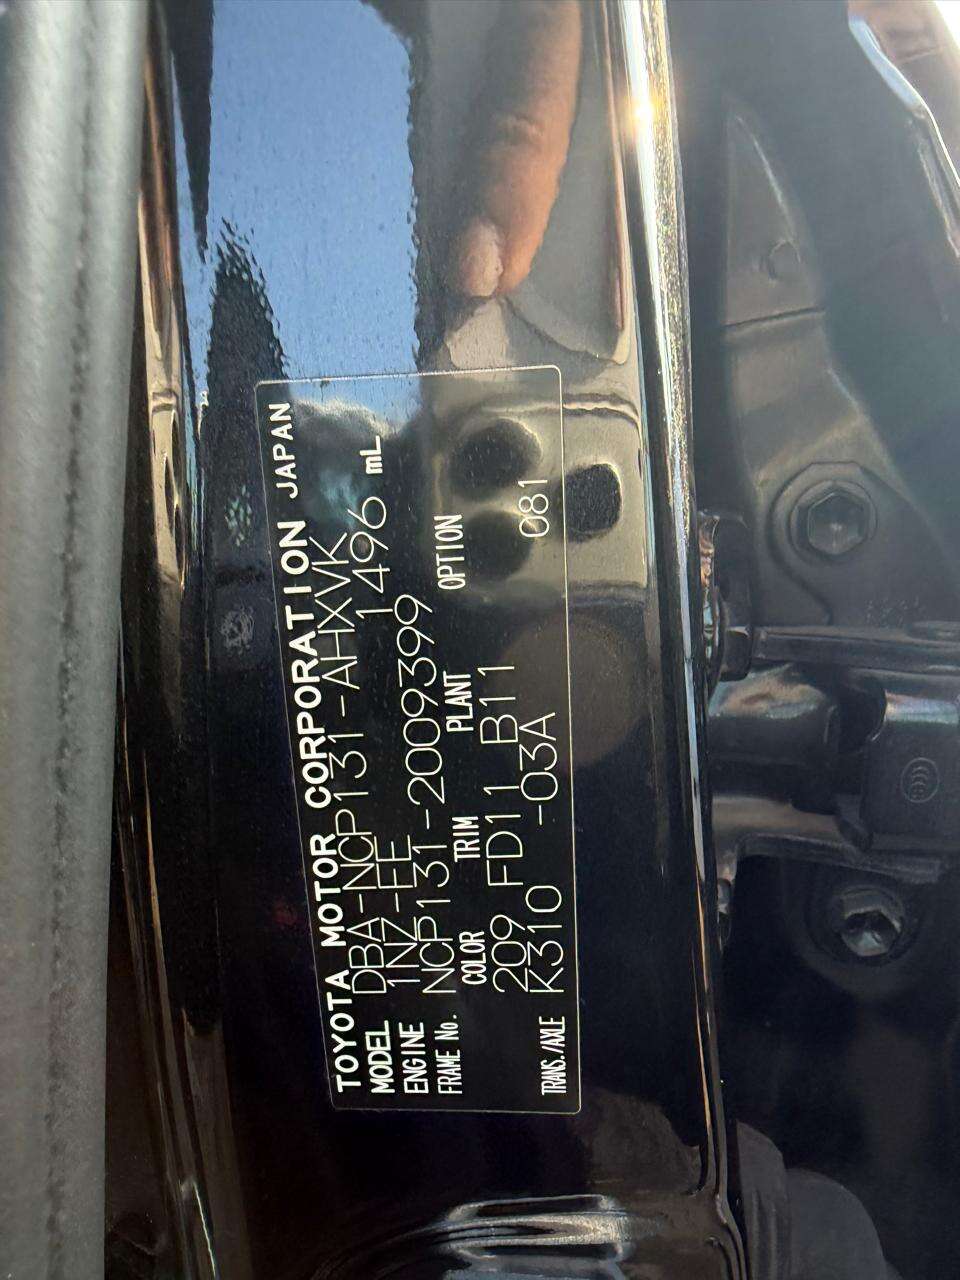 TOYOTA MOTOR CORPORATION JAPAN
MODEL DBA-NCP131-AHXVK
ENGINE 1NZ-FE 1496 mL
FRAME No. NCP131-2009399
COLOR TRIM PLANT OPTION
209 FD11 B11
TRANS./AXLE K310 -03A 081